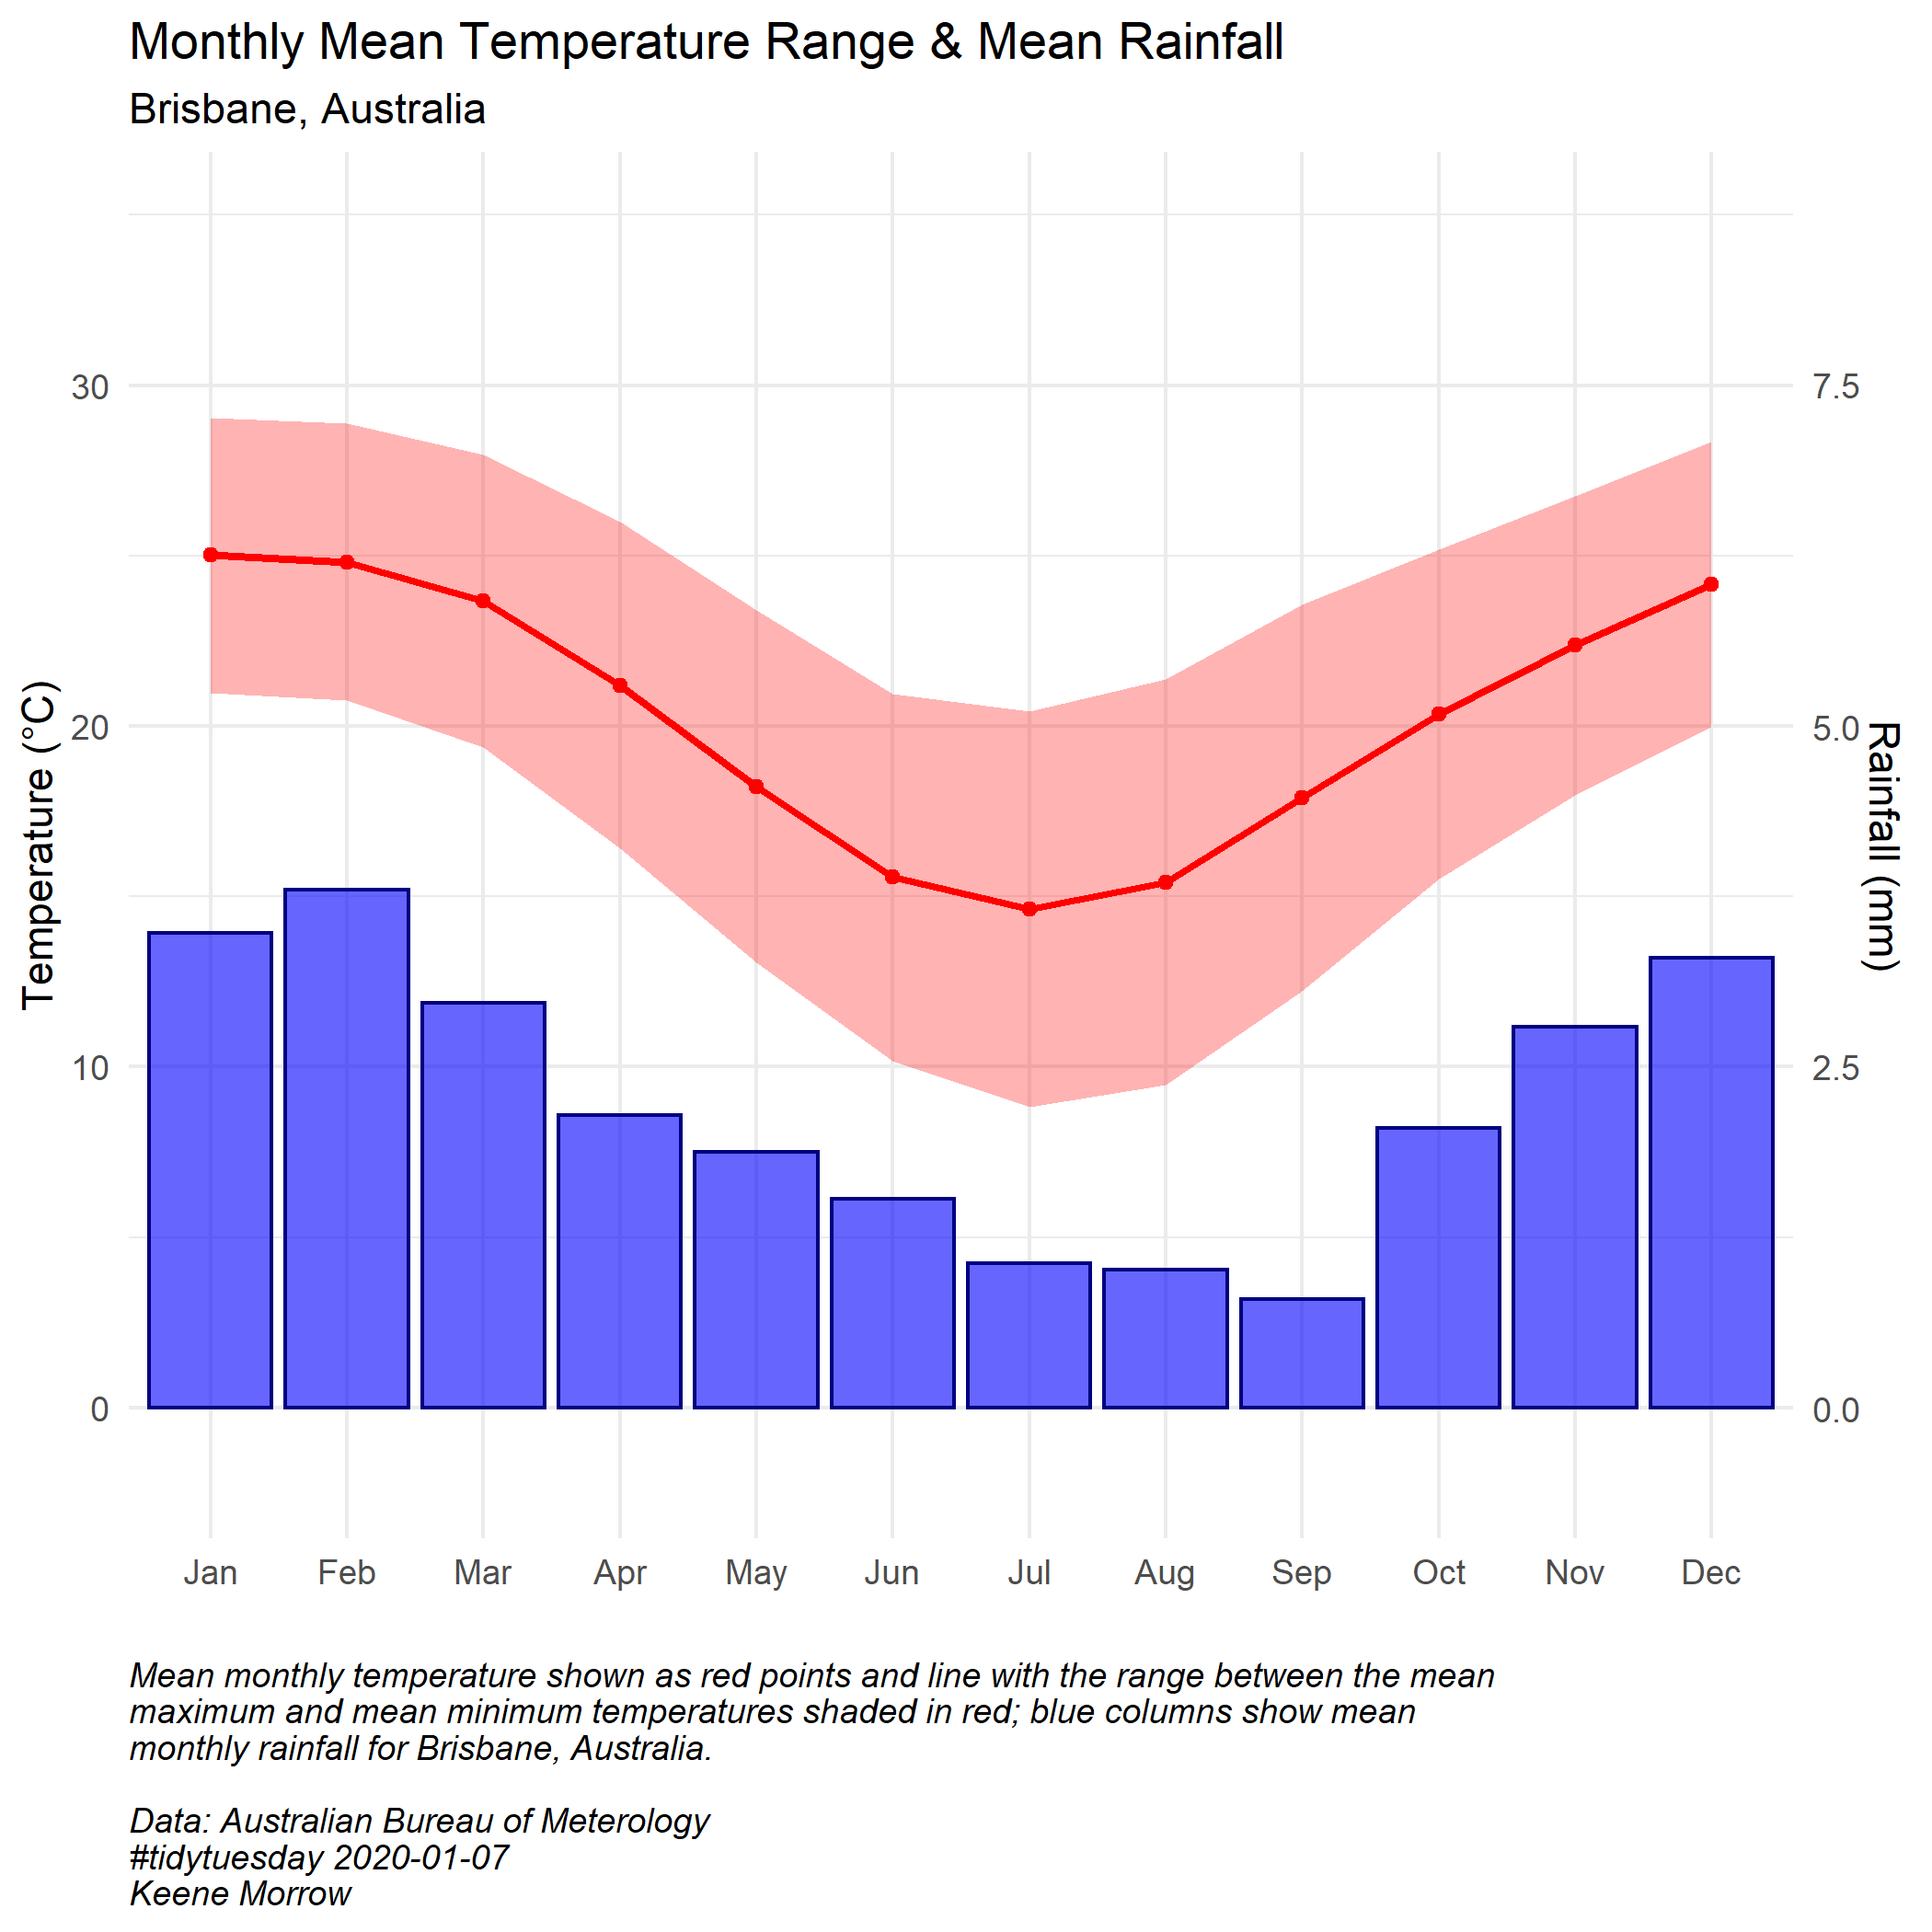 Monthly Mean Temperature Range & Mean Rainfall
Brisbane, Australia
Temperature (°C)
30
20
10
0
7.5
5.0
2.5
0.0
Rainfall (mm)
Jan Feb Mar Apr May Jun Jul Aug Sep Oct Nov Dec
Mean monthly temperature shown as red points and line with the range between the mean
maximum and mean minimum temperatures shaded in red; blue columns show mean
monthly rainfall for Brisbane, Australia.
Data: Australian Bureau of Meterology
#tidytuesday 2020-01-07
Keene Morrow